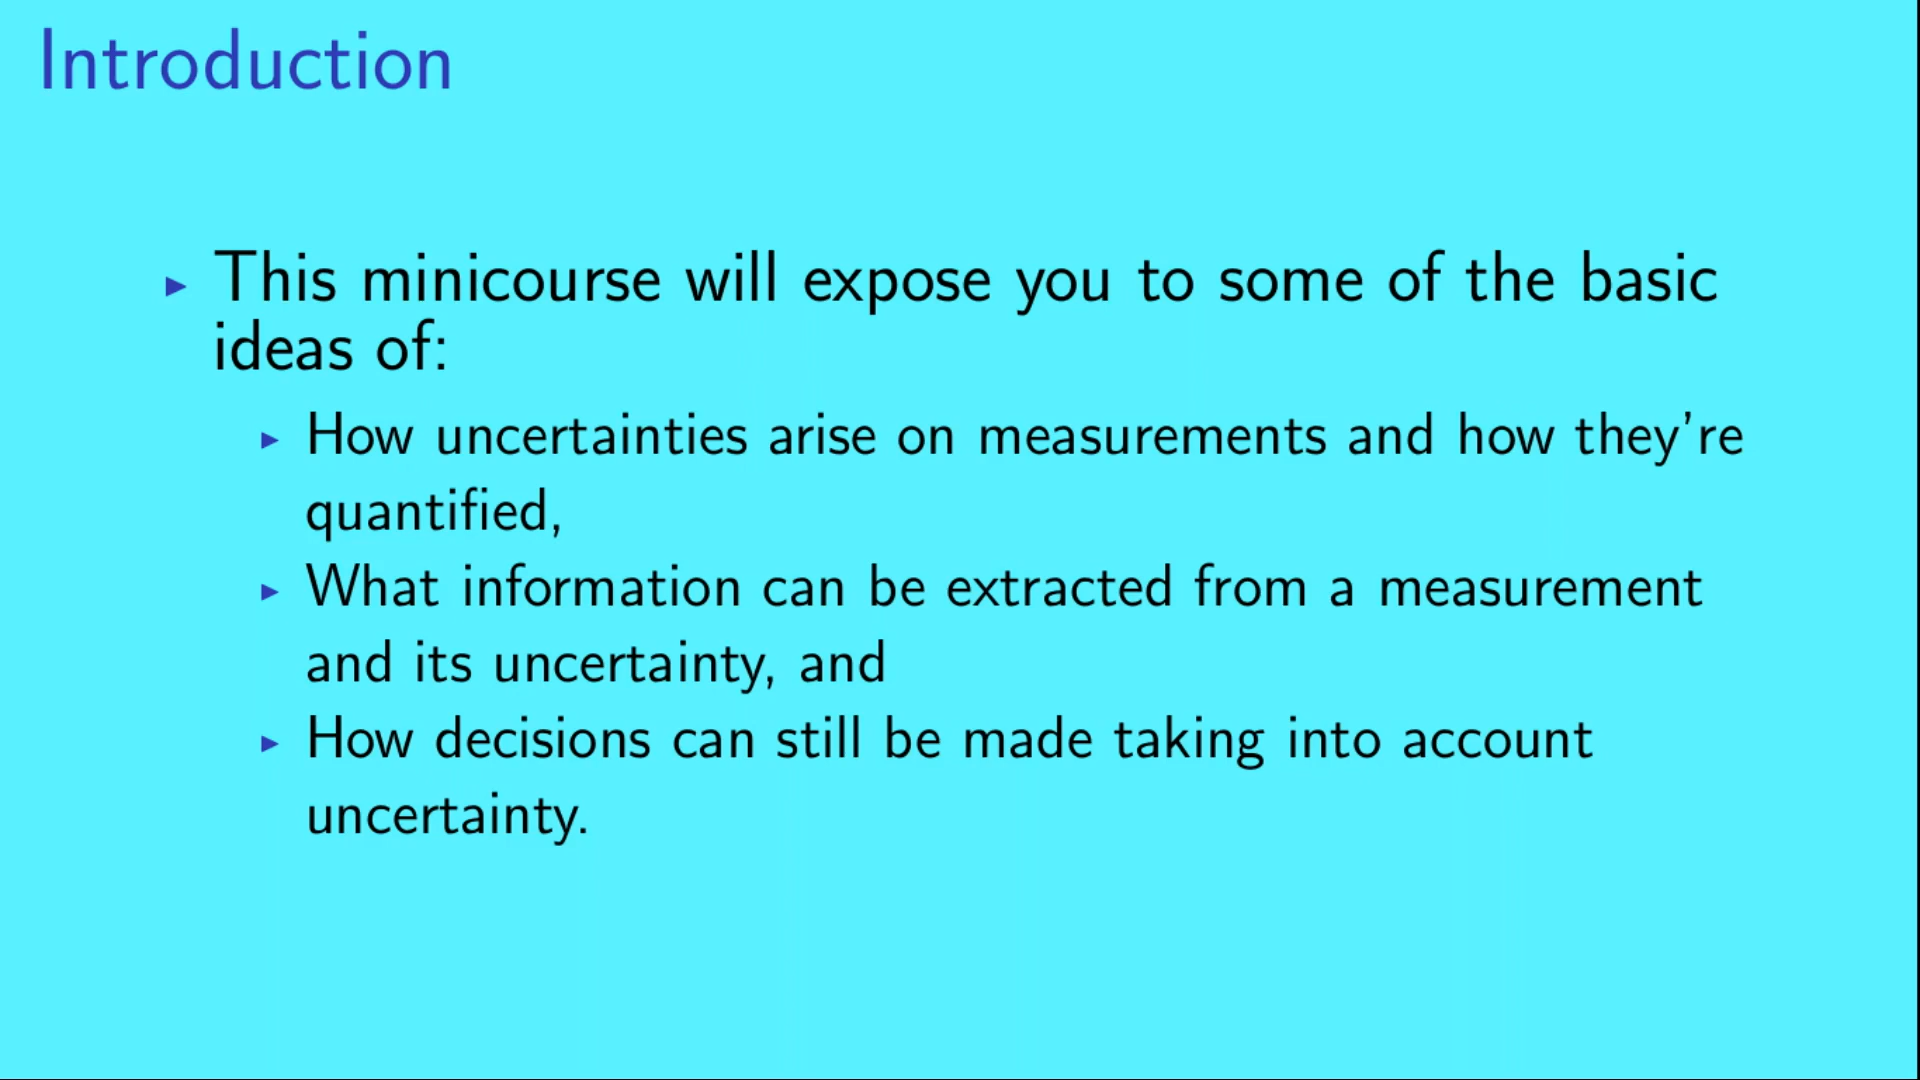 Introduction
This minicourse will expose you to some of the basic
ideas of:
How uncertainties arise on measurements and how they're
quantified,
What information can be extracted from a measurement
and its uncertainty, and
How decisions can still be made taking into account
uncertainty.